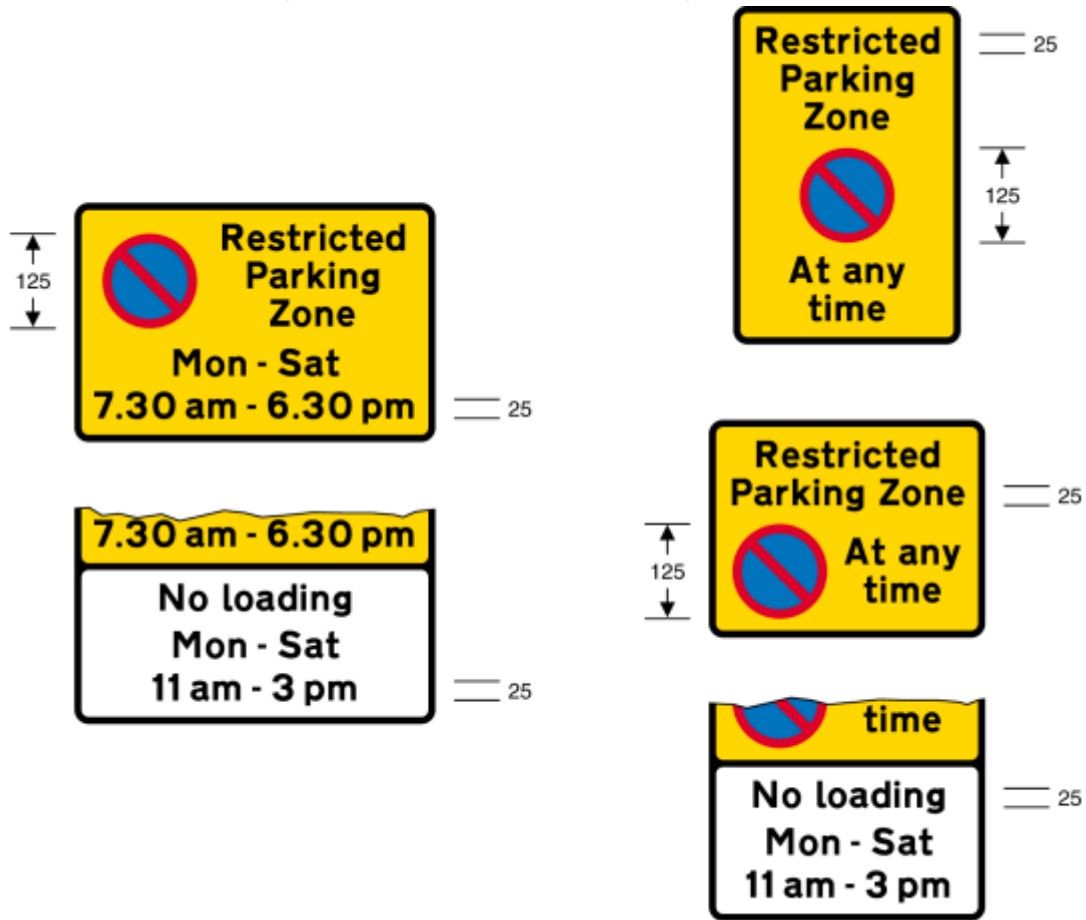 Restricted
Parking
Zone
At any
time
25
125
Restricted
Parking
Zone
Mon - Sat
7.30 am - 6.30 pm
125
25
Restricted
Parking Zone
At any
time
25
125
7.30 am - 6.30 pm
No loading
Mon - Sat
11 am - 3 pm
25
time
No loading
Mon - Sat
11 am - 3 pm
25